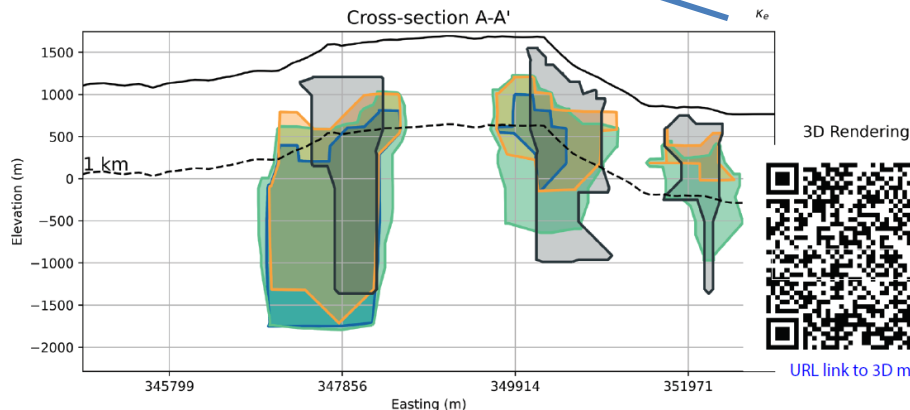 Cross-section A-A'
κe
1500
1000
500
0
−500
−1000
−1500
−2000
Elevation (m)
1 km
345799
347856
349914
351971
Easting (m)
3D Rendering
URL link to 3D m